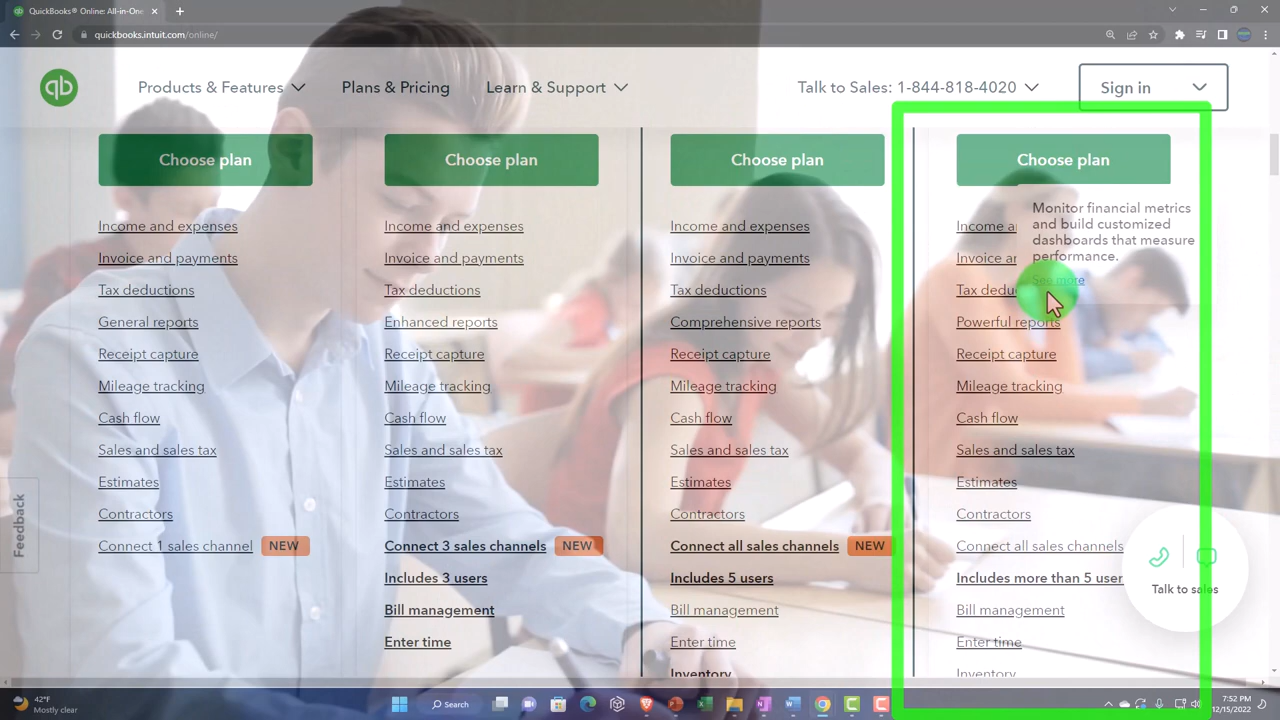 QuickBooks® Online: All-in-One
quickbooks.intuit.com/online/
qb
Products & Features
Plans & Pricing
Learn & Support
Talk to Sales: 1-844-818-4020
Sign in
Choose plan
Income and expenses
Invoice and payments
Tax deductions
General reports
Receipt capture
Mileage tracking
Cash flow
Sales and sales tax
Estimates
Contractors
Connect 1 sales channel NEW
Choose plan
Income and expenses
Invoice and payments
Tax deductions
Enhanced reports
Receipt capture
Mileage tracking
Cash flow
Sales and sales tax
Estimates
Contractors
Connect 3 sales channels NEW
Includes 3 users
Bill management
Enter time
Choose plan
Income and expenses
Invoice and payments
Tax deductions
Comprehensive reports
Receipt capture
Mileage tracking
Cash flow
Sales and sales tax
Estimates
Contractors
Connect all sales channels NEW
Includes 5 users
Bill management
Enter time
Inventory
Choose plan
Income a
Invoice ar
Tax dedu
Monitor financial metrics
and build customized
dashboards that measure
performance.
See more
Powerful reports
Receipt capture
Mileage tracking
Cash flow
Sales and sales tax
Estimates
Contractors
Connect all sales channels
Includes more than 5 user
Bill management
Enter time
Inventory
Feedback
Talk to sales
42°F
Mostly clear
Search
7:52 PM
12/15/2022